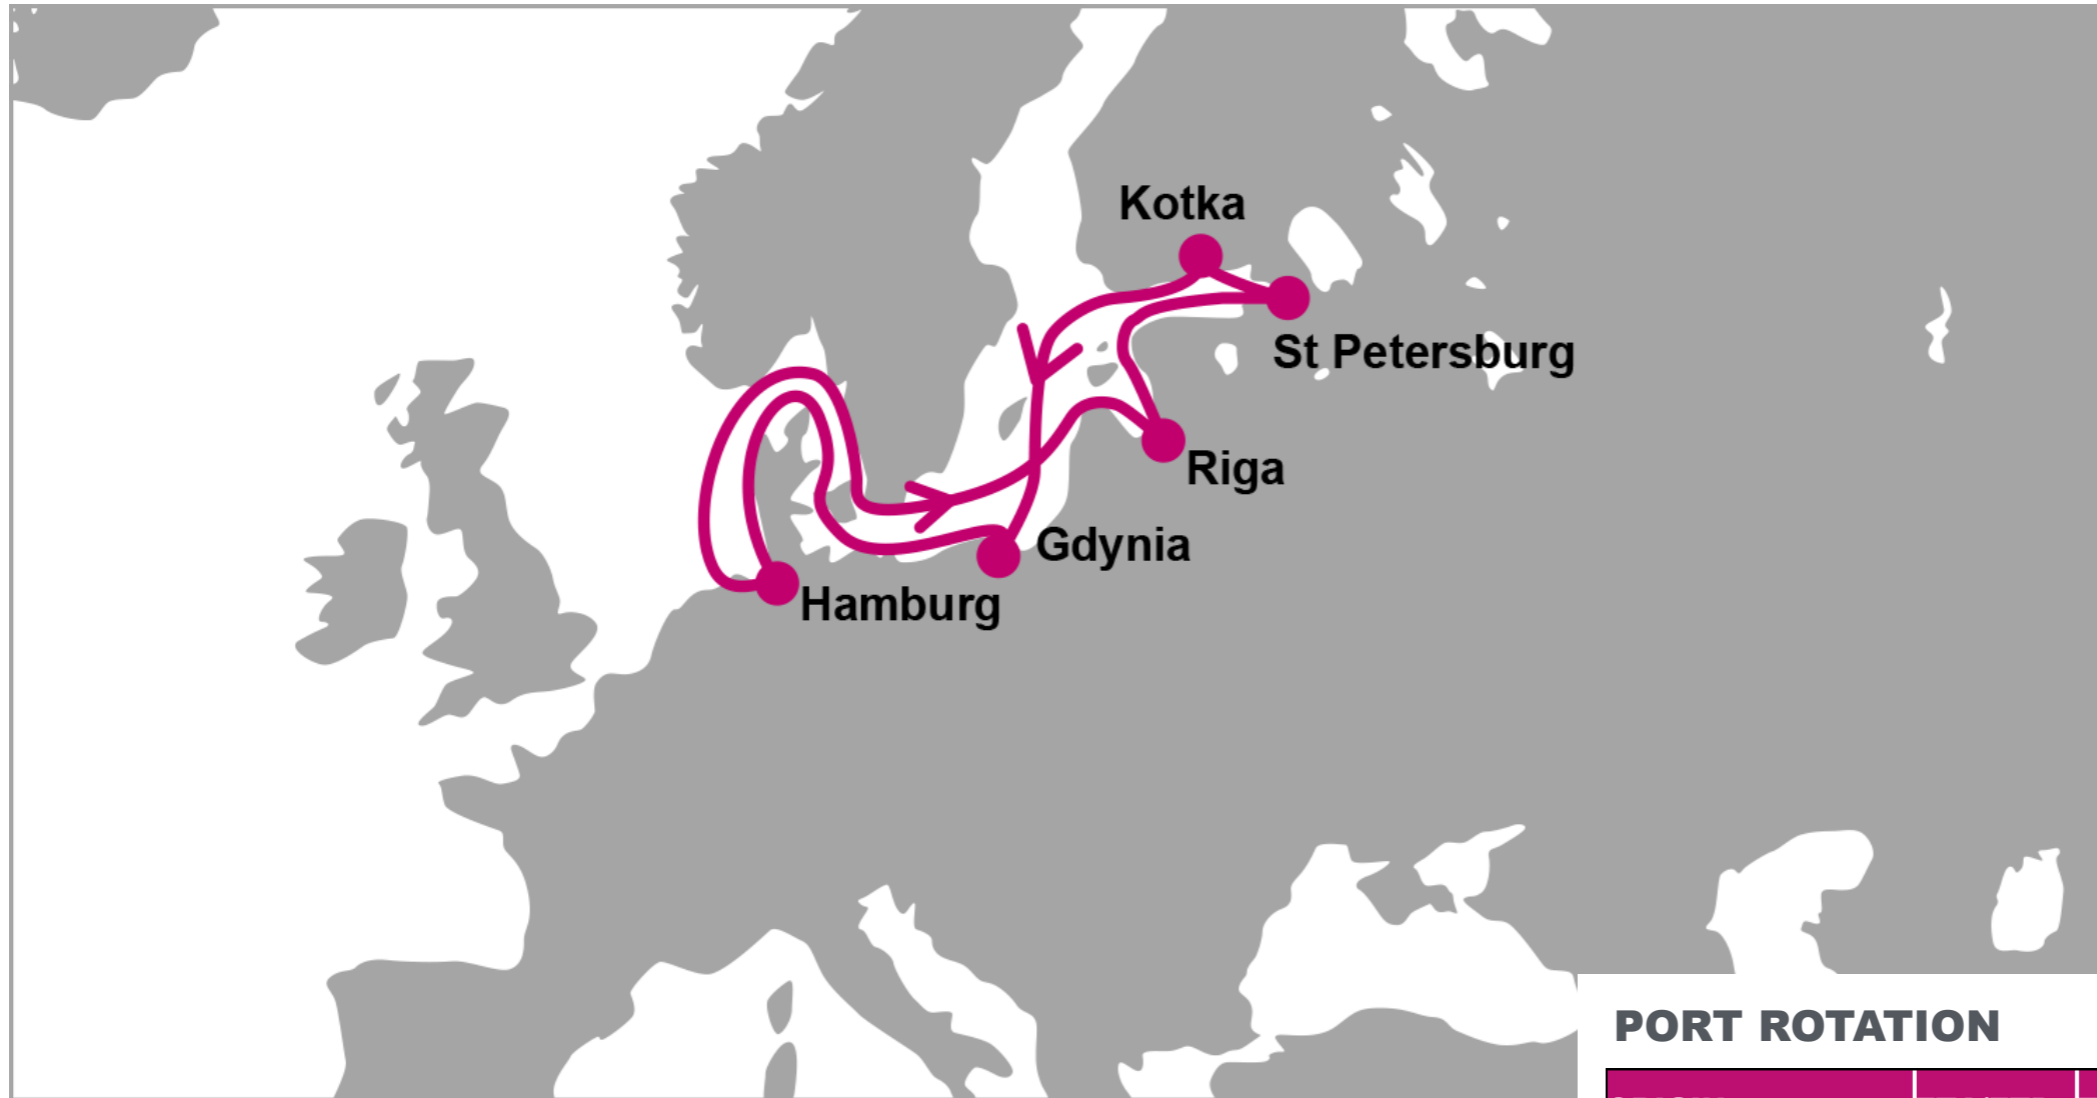 Kotka
St Petersburg
Riga
Gdynia
Hamburg
PORT ROTATION